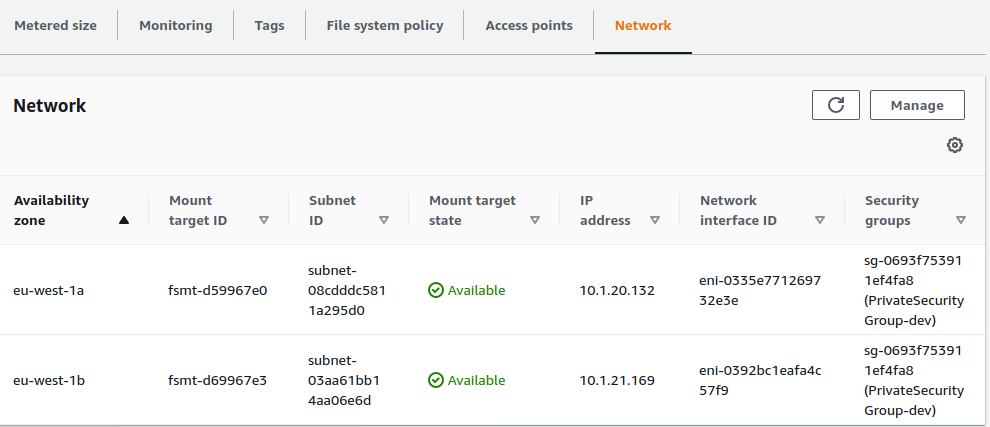 Metered size Monitoring Tags File system policy Access points Network
Network
Manage
Availability zone Mount target ID Subnet ID Mount target state IP address Network interface ID Security groups
eu-west-1a fsmt-d59967e0 subnet-08cdddc5811a295d0 Available 10.1.20.132 eni-0335e771269732e3e sg-0693f753911ef4fa8 (PrivateSecurityGroup-dev)
eu-west-1b fsmt-d69967e3 subnet-03aa61bb14aa06e6d Available 10.1.21.169 eni-0392bc1eafa4c57f9 sg-0693f753911ef4fa8 (PrivateSecurityGroup-dev)